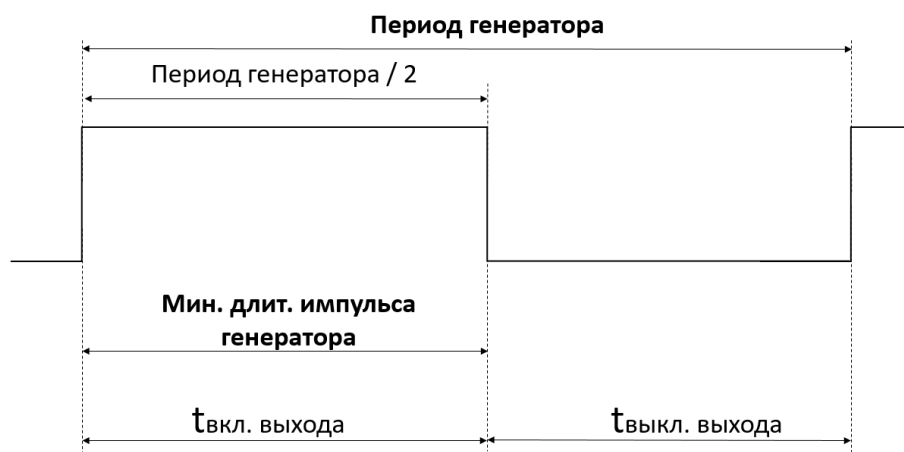 Период генератора
Период генератора / 2
Мин. длит. импульса
генератора
tвкл. выхода
tвыкл. выхода